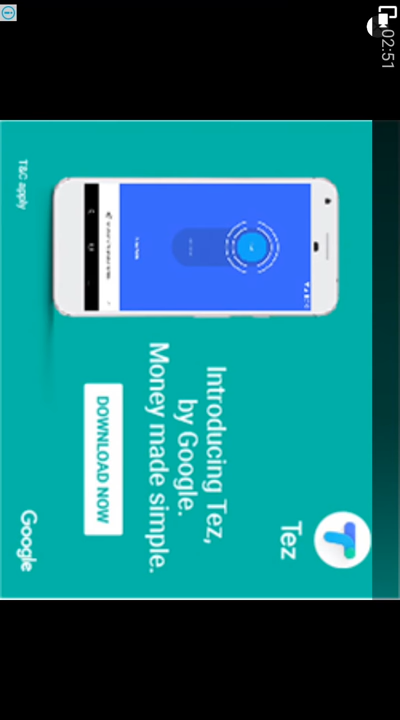 02:51
Tez
Introducing Tez,
by Google.
Money made simple.
DOWNLOAD NOW
T&C apply
Google